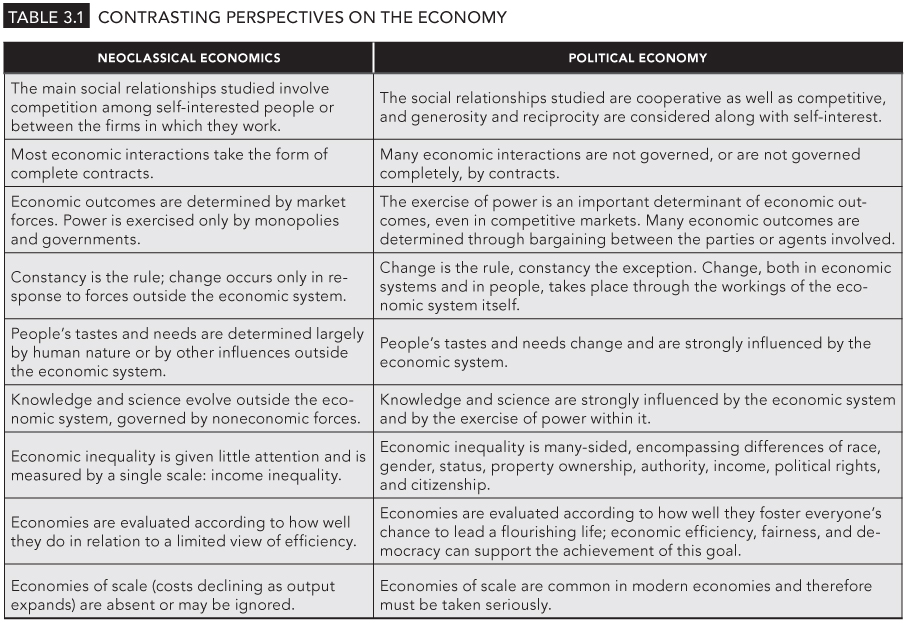 TABLE 3.1 CONTRASTING PERSPECTIVES ON THE ECONOMY
NEOCLASSICAL ECONOMICS
POLITICAL ECONOMY
The main social relationships studied involve
competition among self-interested people or
between the firms in which they work.
The social relationships studied are cooperative as well as competitive,
and generosity and reciprocity are considered along with self-interest.
Most economic interactions take the form of
complete contracts.
Many economic interactions are not governed, or are not governed
completely, by contracts.
Economic outcomes are determined by market
forces. Power is exercised only by monopolies
and governments.
The exercise of power is an important determinant of economic out-
comes, even in competitive markets. Many economic outcomes are
determined through bargaining between the parties or agents involved.
Constancy is the rule; change occurs only in re-
sponse to forces outside the economic system.
Change is the rule, constancy the exception. Change, both in economic
systems and in people, takes place through the workings of the eco-
nomic system itself.
People's tastes and needs are determined largely
by human nature or by other influences outside
the economic system.
People's tastes and needs change and are strongly influenced by the
economic system.
Knowledge and science evolve outside the eco-
nomic system, governed by noneconomic forces.
Knowledge and science are strongly influenced by the economic system
and by the exercise of power within it.
Economic inequality is given little attention and is
measured by a single scale: income inequality.
Economic inequality is many-sided, encompassing differences of race,
gender, status, property ownership, authority, income, political rights,
and citizenship.
Economies are evaluated according to how well
they do in relation to a limited view of efficiency.
Economies are evaluated according to how well they foster everyone's
chance to lead a flourishing life; economic efficiency, fairness, and de-
mocracy can support the achievement of this goal.
Economies of scale (costs declining as output
expands) are absent or may be ignored.
Economies of scale are common in modern economies and therefore
must be taken seriously.